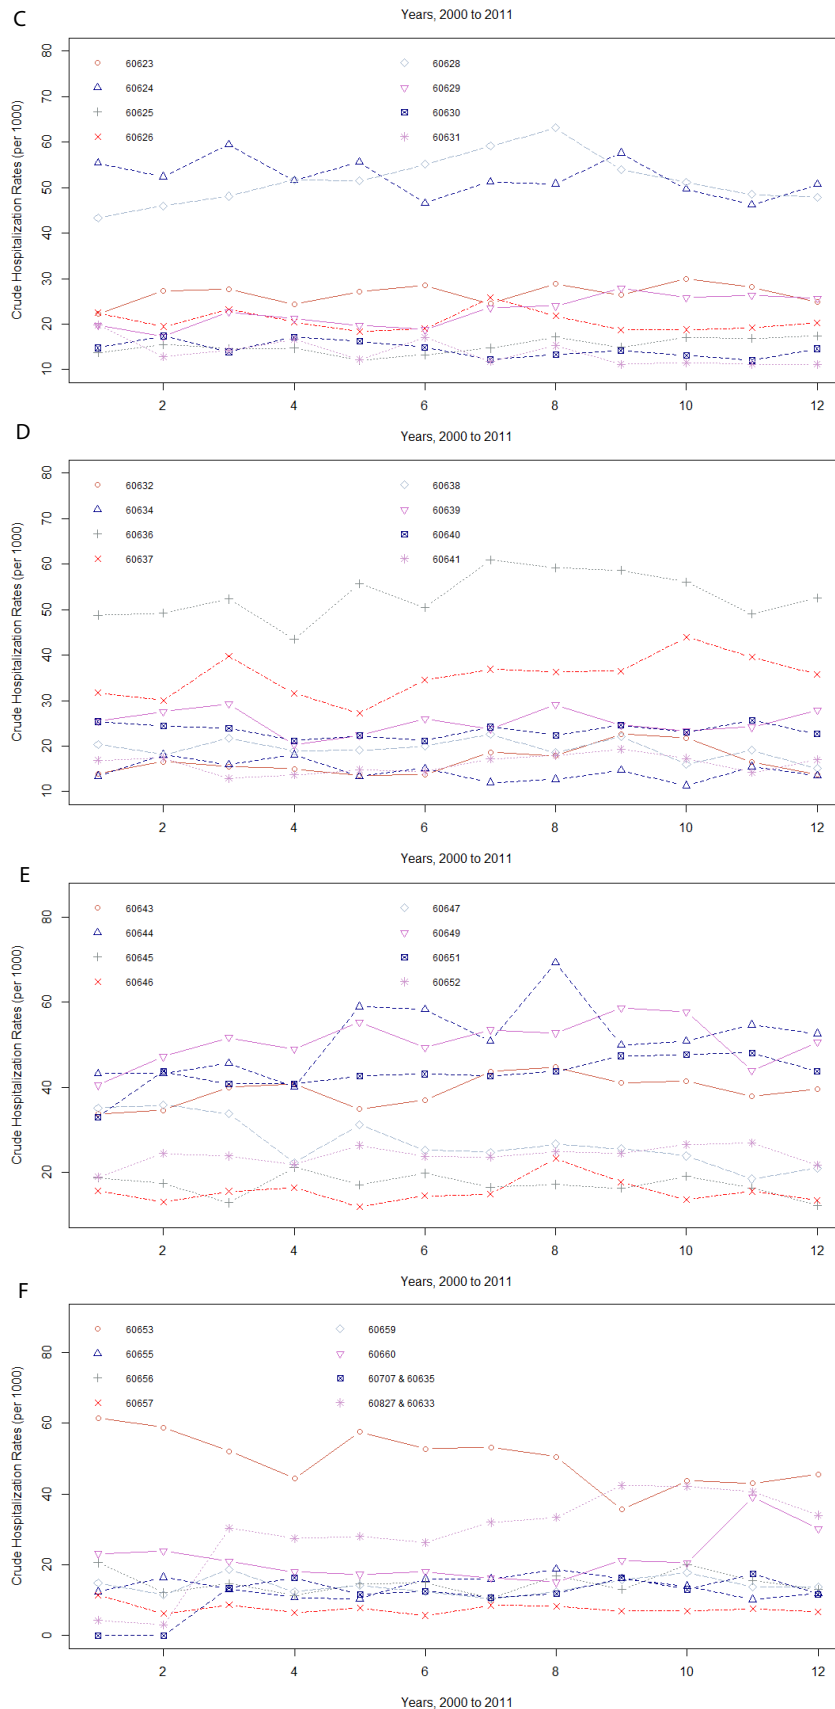 C
Years, 2000 to 2011
Crude Hospitalization Rates (per 1000)
80
70
60
50
40
30
20
10
60623
60624
60625
60626
60628
60629
60630
60631
2 4 6 8 10 12
D
Years, 2000 to 2011
Crude Hospitalization Rates (per 1000)
80
70
60
50
40
30
20
10
60632
60634
60636
60637
60638
60639
60640
60641
2 4 6 8 10 12
E
Years, 2000 to 2011
Crude Hospitalization Rates (per 1000)
80
60
40
20
60643
60644
60645
60646
60647
60649
60651
60652
2 4 6 8 10 12
F
Years, 2000 to 2011
Crude Hospitalization Rates (per 1000)
80
60
40
20
0
60653
60655
60656
60657
60659
60660
60707 & 60635
60827 & 60633
2 4 6 8 10 12
Years, 2000 to 2011